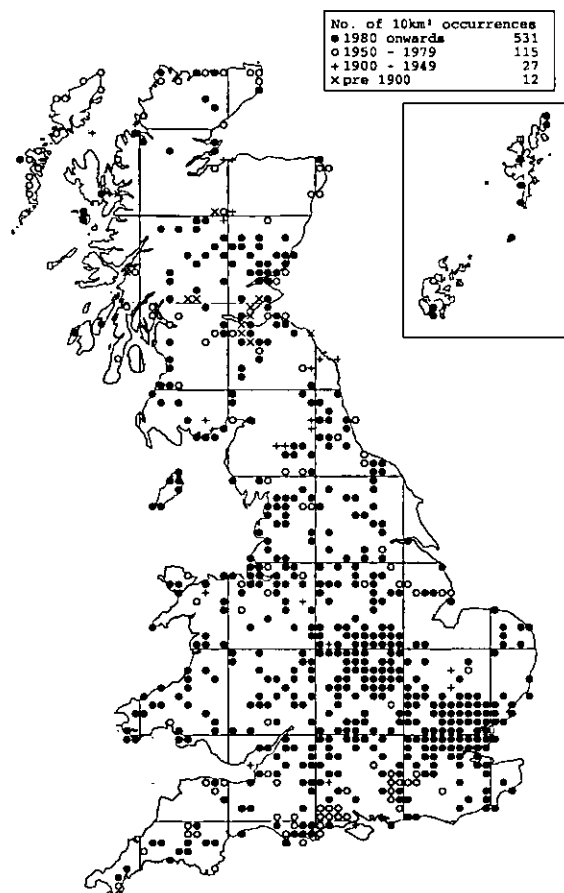 No. of 10km² occurrences
● 1980 onwards 531
○ 1950 - 1979 115
+ 1900 - 1949 27
× pre 1900 12